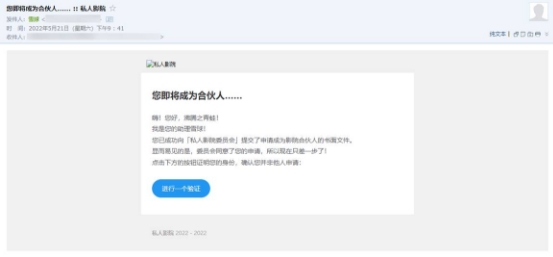 您即将成为合伙人…… !! 私人影院 ☆
发件人：雪球
时 间：2022年5月21日（星期六）下午9：41
收件人：
纯文本 |
私人影院
您即将成为合伙人……
嗨！您好，沸腾之青蛙！
我是您的助理雪球！
您已成功向「私人影院委员会」提交了申请成为影院合伙人的书面文件。
显而易见的是，委员会同意了您的申请，所以现在只差一步了！
点击下方的按钮证明您的身份，确认您并非他人申请：
进行一个验证
私人影院 2022 - 2022